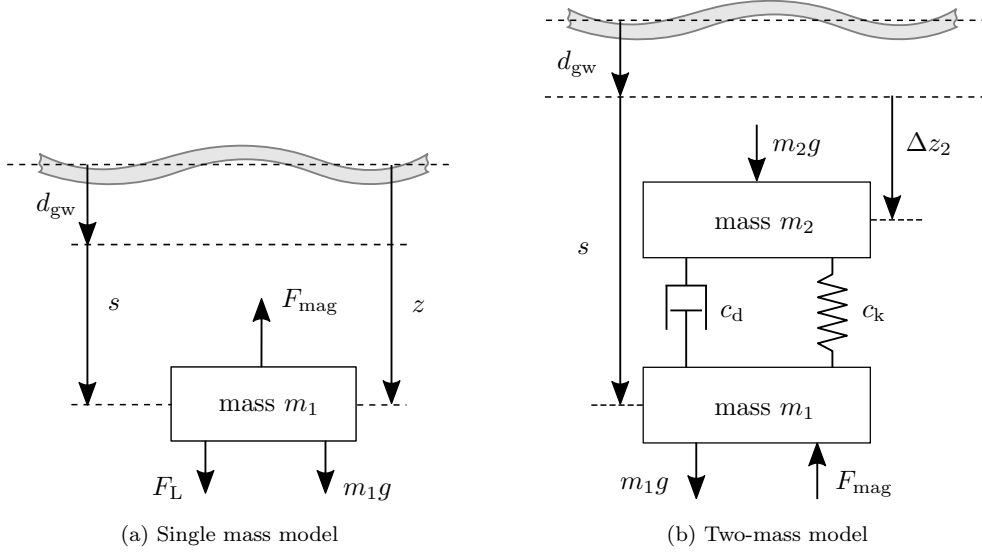 d_gw
s
F_mag
z
mass m_1
F_L
m_1g
(a) Single mass model
d_gw
m_2g
Δz_2
mass m_2
s
c_d
c_k
mass m_1
m_1g
F_mag
(b) Two-mass model